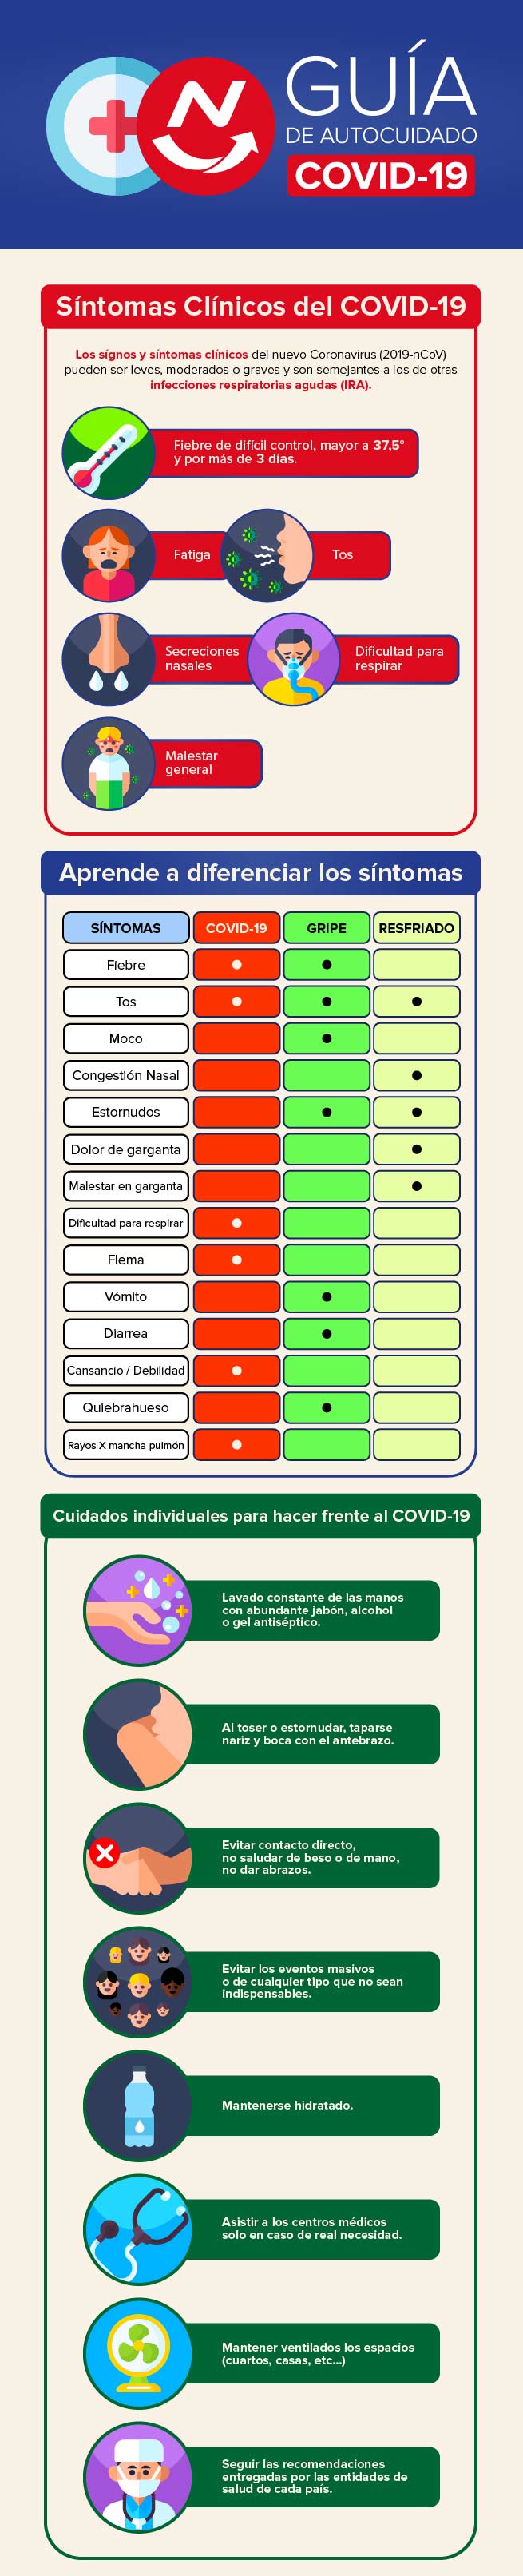 GUÍA
DE AUTOCUIDADO
COVID-19
Síntomas Clínicos del COVID-19
Los sígnos y síntomas clínicos del nuevo Coronavirus (2019-nCoV)
pueden ser leves, moderados o graves y son semejantes a los de otras
infecciones respiratorias agudas (IRA).
Fiebre de difícil control, mayor a 37,5°
y por más de 3 días.
Fatiga
Tos
Secreciones
nasales
Dificultad para
respirar
Malestar
general
Aprende a diferenciar los síntomas
SÍNTOMAS COVID-19 GRIPE RESFRIADO
Fiebre
Tos
Moco
Congestión Nasal
Estornudos
Dolor de garganta
Malestar en garganta
Dificultad para respirar
Flema
Vómito
Diarrea
Cansancio / Debilidad
Quiebrahueso
Rayos X mancha pulmón
Cuidados individuales para hacer frente al COVID-19
Lavado constante de las manos
con abundante jabón, alcohol
o gel antiséptico.
Al toser o estornudar, taparse
nariz y boca con el antebrazo.
Evitar contacto directo,
no saludar de beso o de mano,
no dar abrazos.
Evitar los eventos masivos
o de cualquier tipo que no sean
indispensables.
Mantenerse hidratado.
Asistir a los centros médicos
solo en caso de real necesidad.
Mantener ventilados los espacios
(cuartos, casas, etc...)
Seguir las recomendaciones
entregadas por las entidades de
salud de cada país.